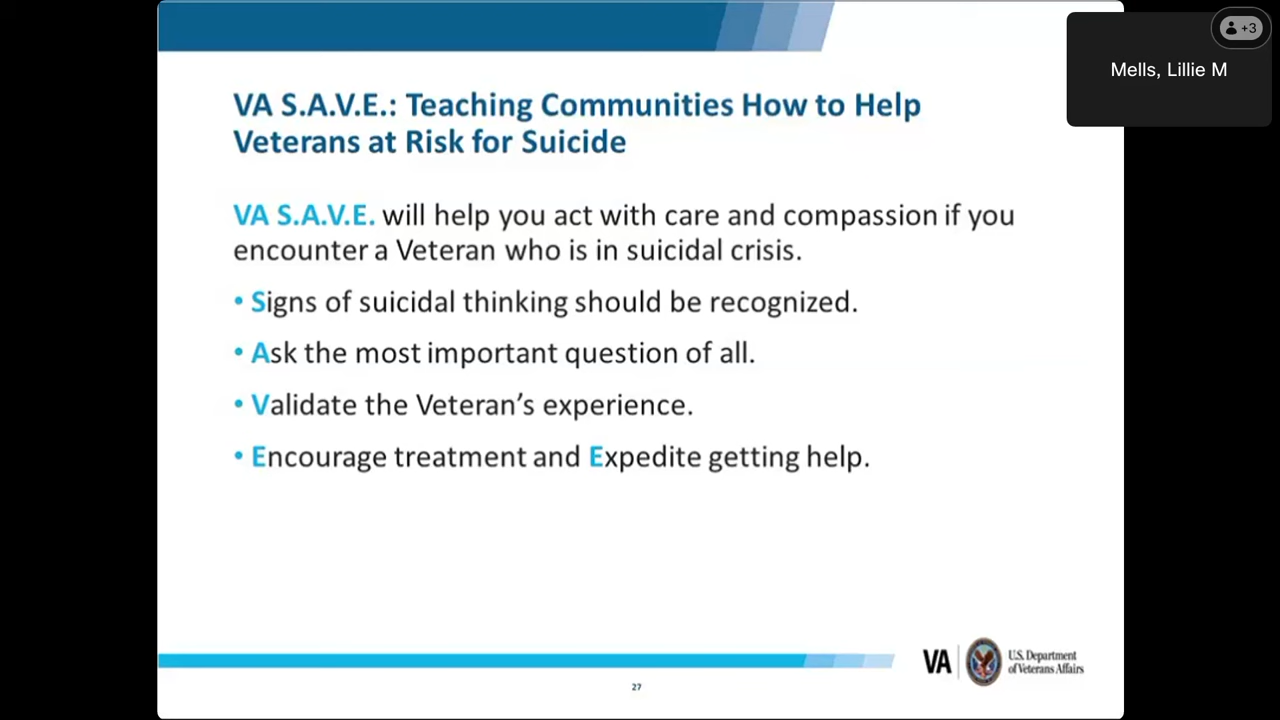 +3
Mells, Lillie M
VA S.A.V.E.: Teaching Communities How to Help
Veterans at Risk for Suicide
VA S.A.V.E. will help you act with care and compassion if you
encounter a Veteran who is in suicidal crisis.
• Signs of suicidal thinking should be recognized.
• Ask the most important question of all.
• Validate the Veteran’s experience.
• Encourage treatment and Expedite getting help.
VA
U.S. Department
of Veterans Affairs
27